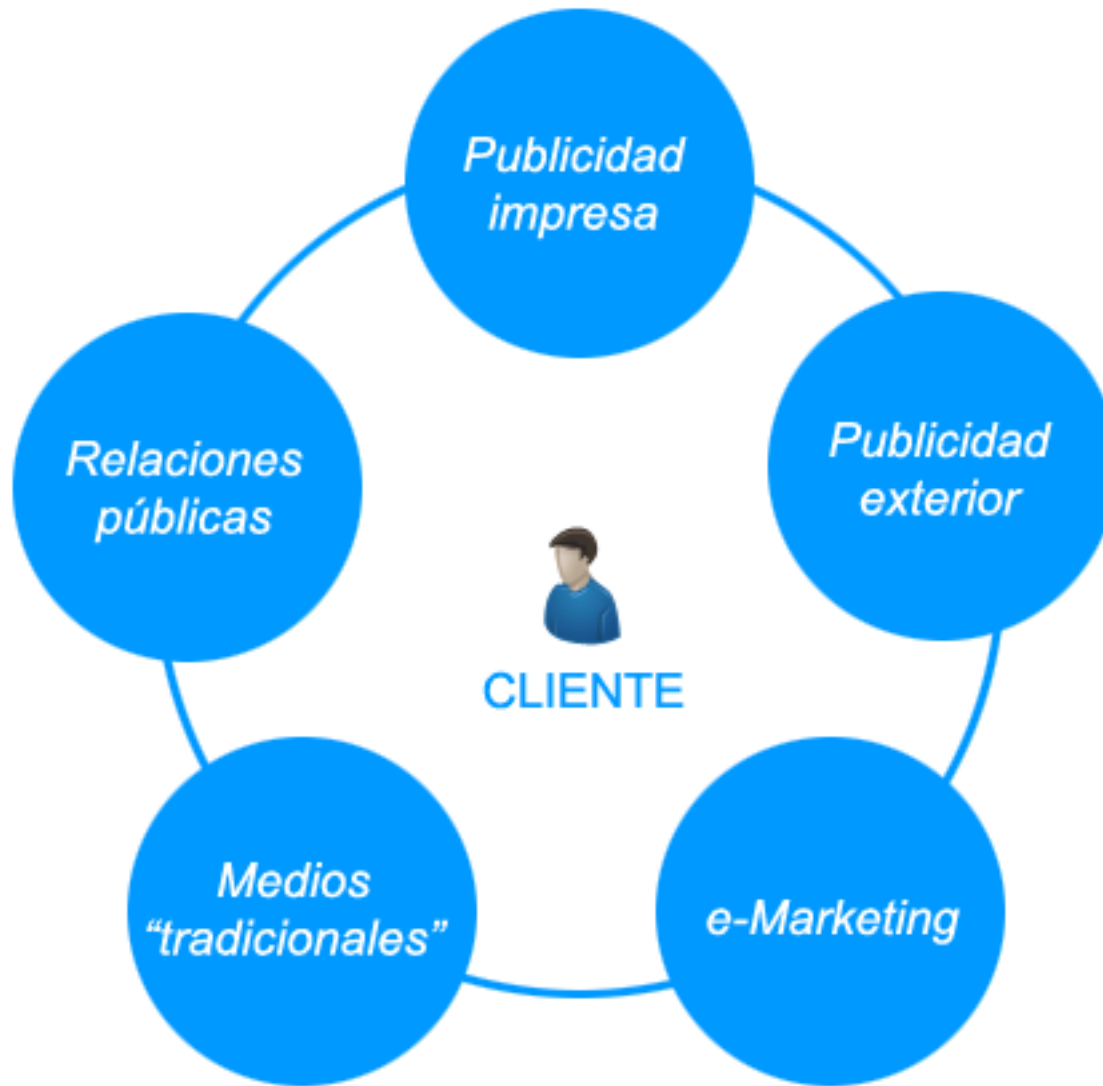 Publicidad
impresa
Publicidad
exterior
Relaciones
públicas
CLIENTE
Medios
“tradicionales”
e-Marketing